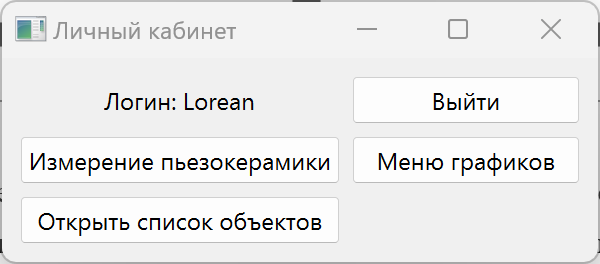 Личный кабинет
Логин: Lorean
Выйти
Измерение пьезокерамики
Меню графиков
Открыть список объектов